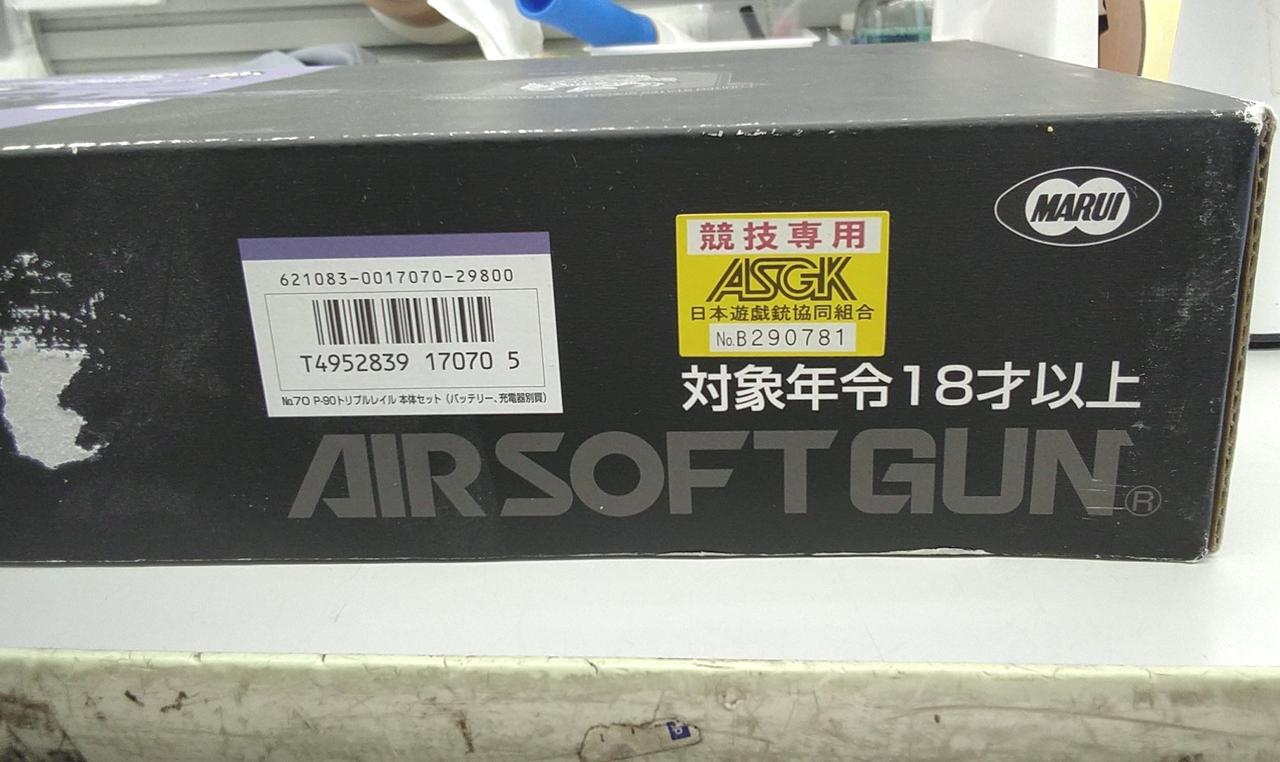 MARUI
621083-0017070-29800
T4952839 17070 5
No.70 P-90トリプルレイル 本体セット (バッテリー、充電器別買)
競技専用
ASGK
日本遊戯銃協同組合
No.B290781
対象年令18才以上
AIRSOFT GUN®